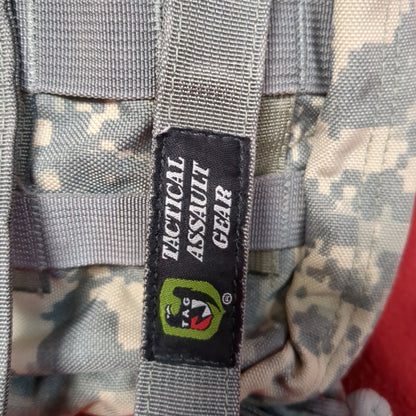 TACTICAL
ASSAULT
GEAR
TAG
®